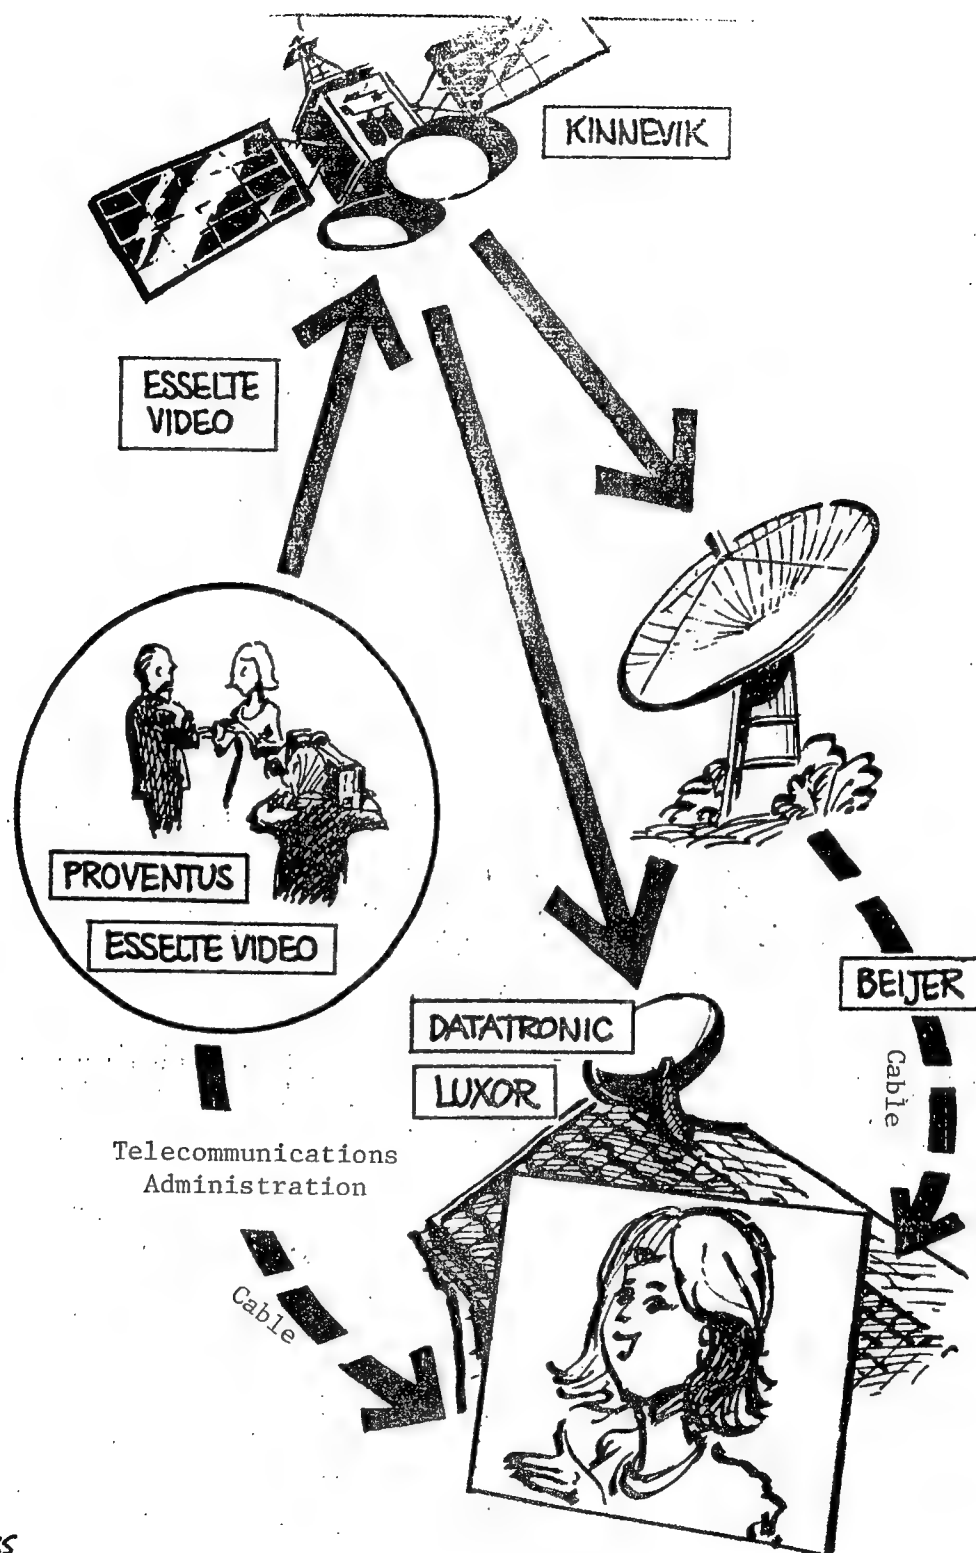 KINNEVIK
ESSELTE
VIDEO
PROVENTUS
ESSELTE VIDEO
BEIJER
DATATRONIC
LUXOR
Cable
Telecommunications
Administration
Cable